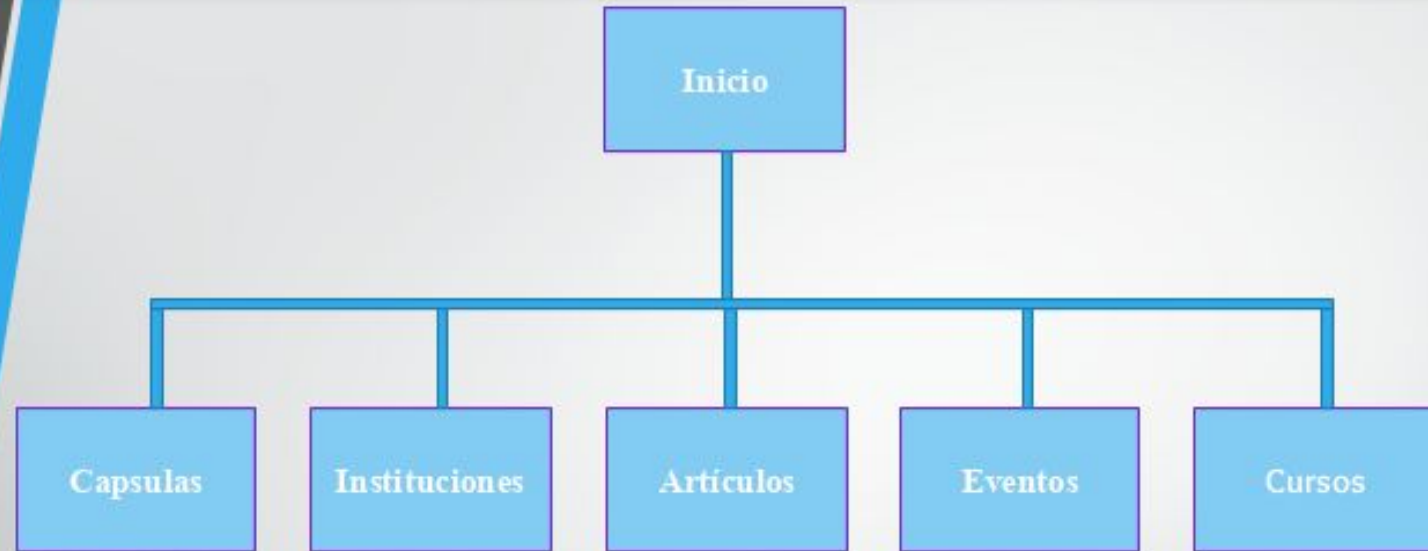 Inicio
Capsulas
Instituciones
Artículos
Eventos
Cursos